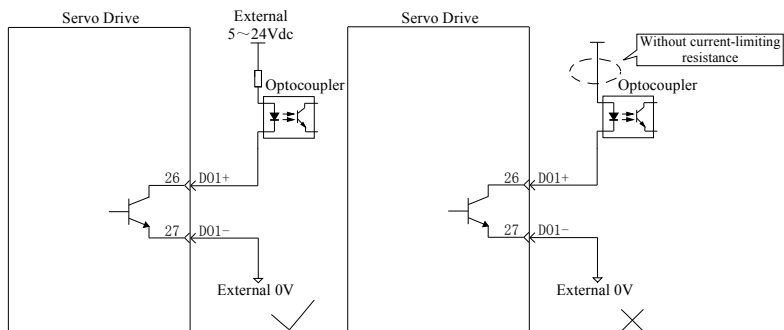 Servo Drive
External
5～24Vdc
Optocoupler
26
DO1+
27
DO1-
External 0V
Servo Drive
Without current-limiting
resistance
Optocoupler
26
DO1+
27
DO1-
External 0V